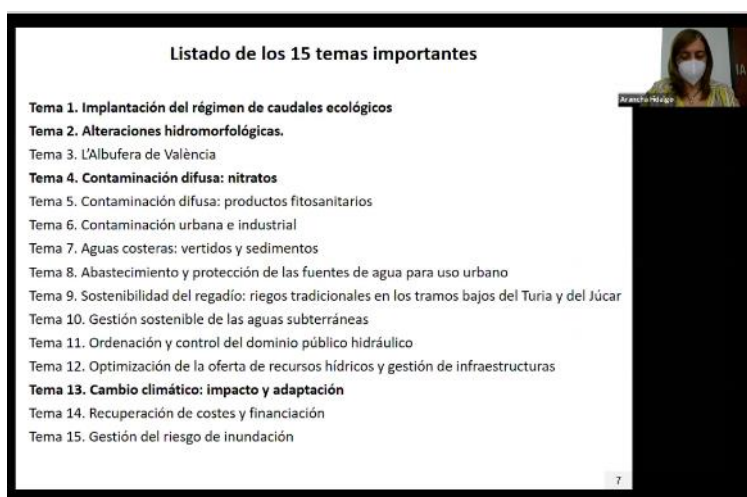 Listado de los 15 temas importantes
Tema 1. Implantación del régimen de caudales ecológicos
Tema 2. Alteraciones hidromorfológicas.
Tema 3. L'Albufera de València
Tema 4. Contaminación difusa: nitratos
Tema 5. Contaminación difusa: productos fitosanitarios
Tema 6. Contaminación urbana e industrial
Tema 7. Aguas costeras: vertidos y sedimentos
Tema 8. Abastecimiento y protección de las fuentes de agua para uso urbano
Tema 9. Sostenibilidad del regadío: riegos tradicionales en los tramos bajos del Turia y del Júcar
Tema 10. Gestión sostenible de las aguas subterráneas
Tema 11. Ordenación y control del dominio público hidráulico
Tema 12. Optimización de la oferta de recursos hídricos y gestión de infraestructuras
Tema 13. Cambio climático: impacto y adaptación
Tema 14. Recuperación de costes y financiación
Tema 15. Gestión del riesgo de inundación
7
Arancha Hidalgo